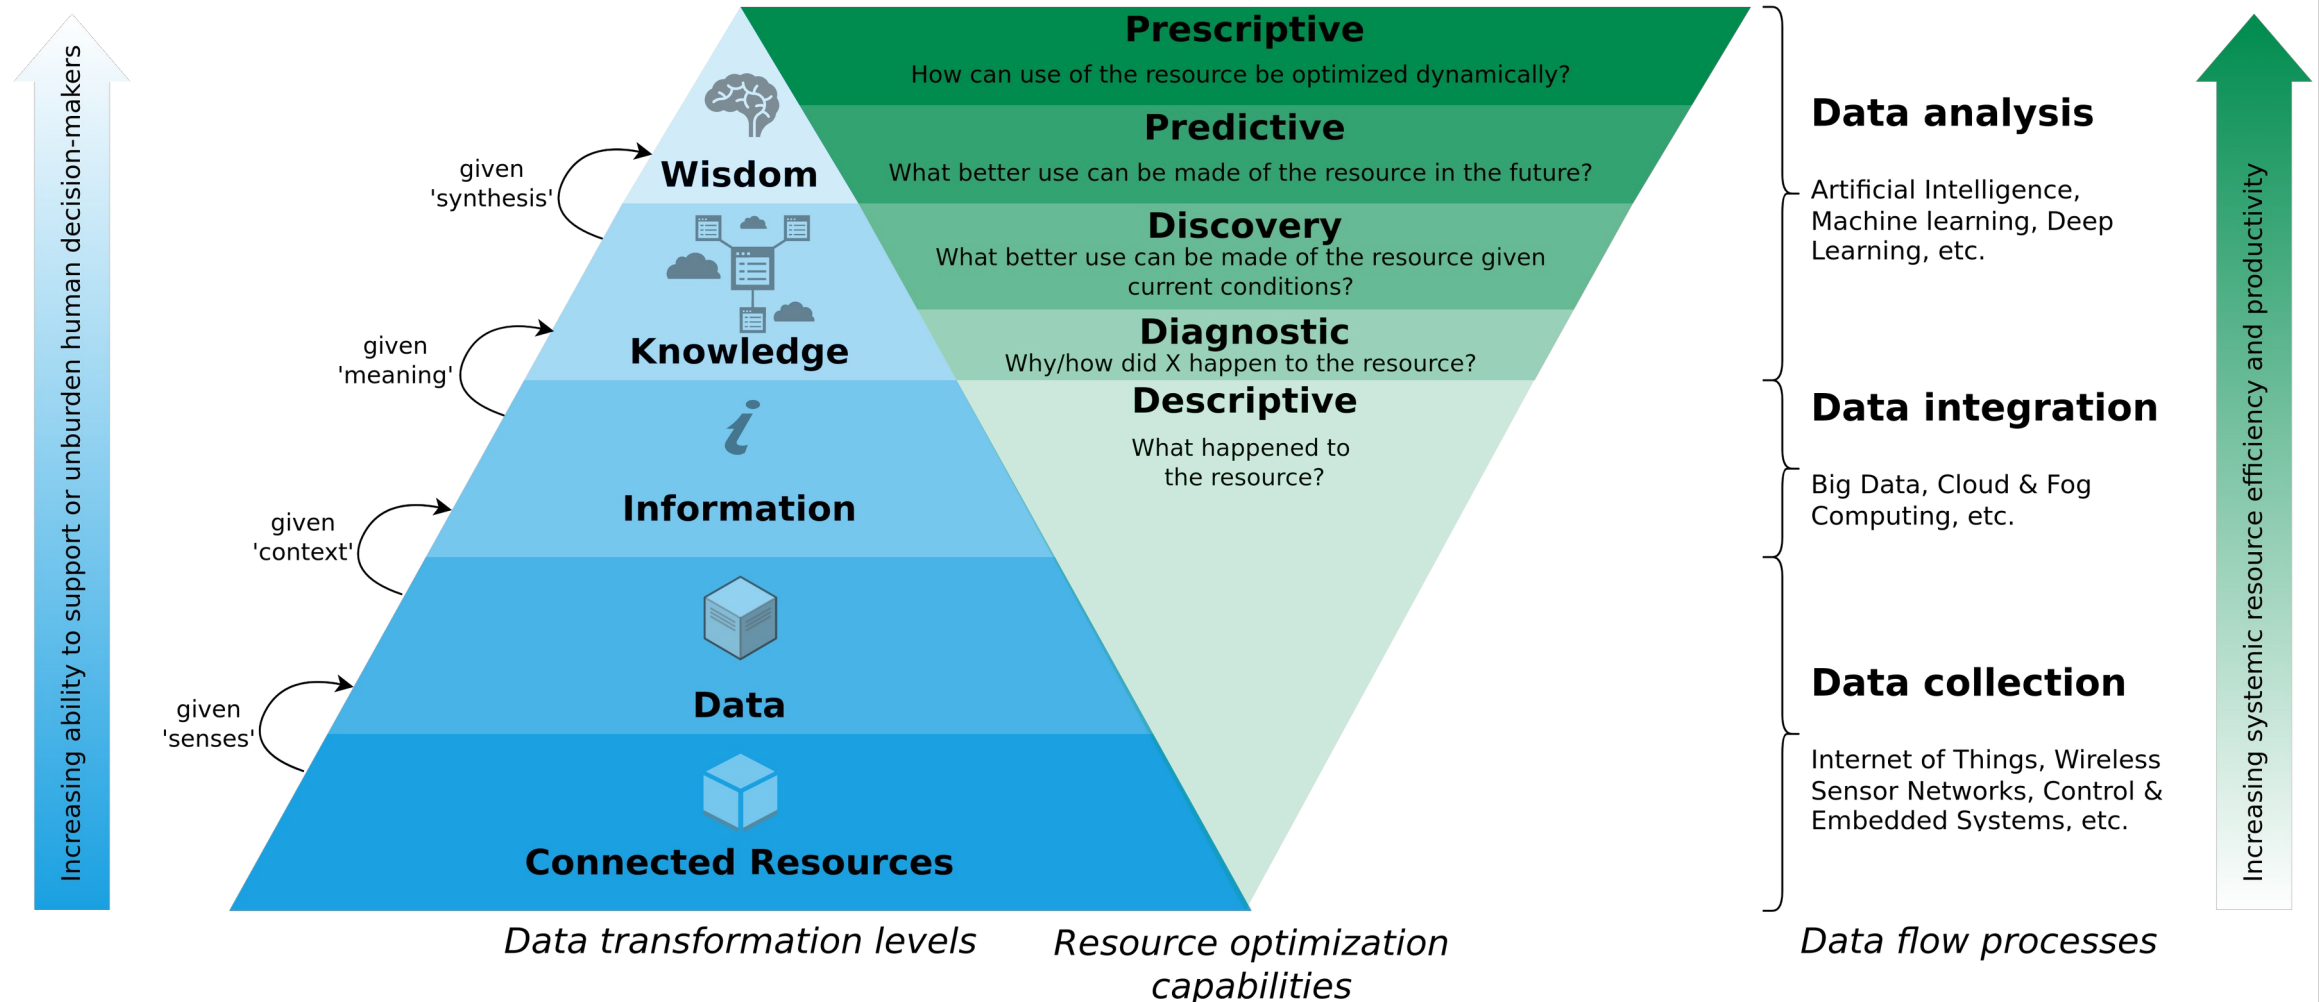 Increasing ability to support or unburden human decision-makers
given
'synthesis'
given
'meaning'
given
'context'
given
'senses'
Wisdom
Knowledge
Information
Data
Connected Resources
Data transformation levels
Prescriptive
How can use of the resource be optimized dynamically?
Predictive
What better use can be made of the resource in the future?
Discovery
What better use can be made of the resource given
current conditions?
Diagnostic
Why/how did X happen to the resource?
Descriptive
What happened to
the resource?
Resource optimization
capabilities
Data analysis
Artificial Intelligence,
Machine learning, Deep
Learning, etc.
Data integration
Big Data, Cloud & Fog
Computing, etc.
Data collection
Internet of Things, Wireless
Sensor Networks, Control &
Embedded Systems, etc.
Data flow processes
Increasing systemic resource efficiency and productivity